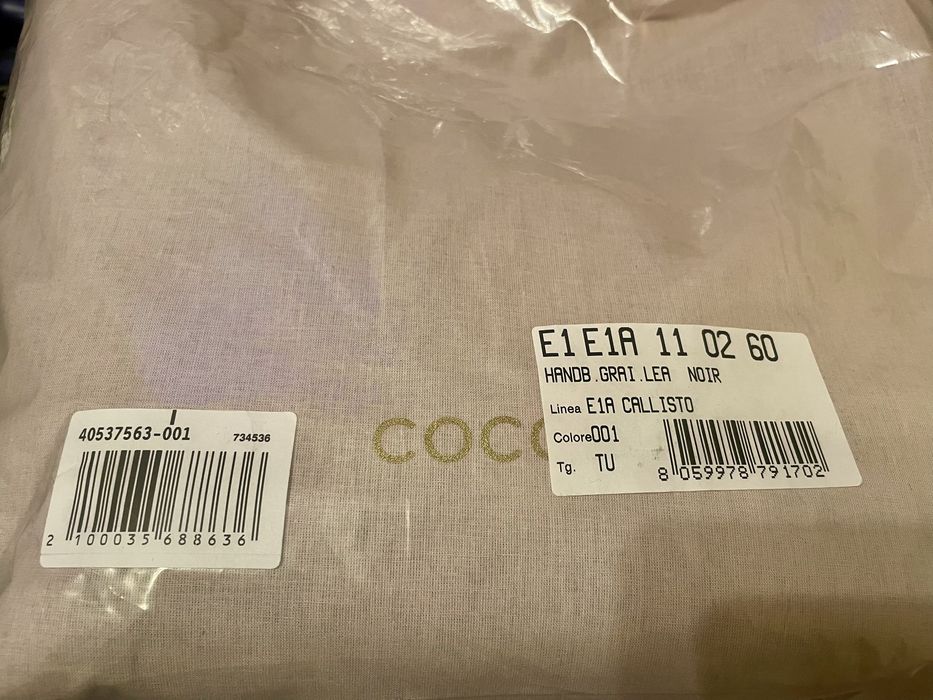 E1 E1A 11 02 60
HANDB.GRAI.LEA NOIR
Linea E1A CALLISTO
Colore 001
Tg. TU
8 059978 791702
COCC
40537563-001 734536
2 100035 688636